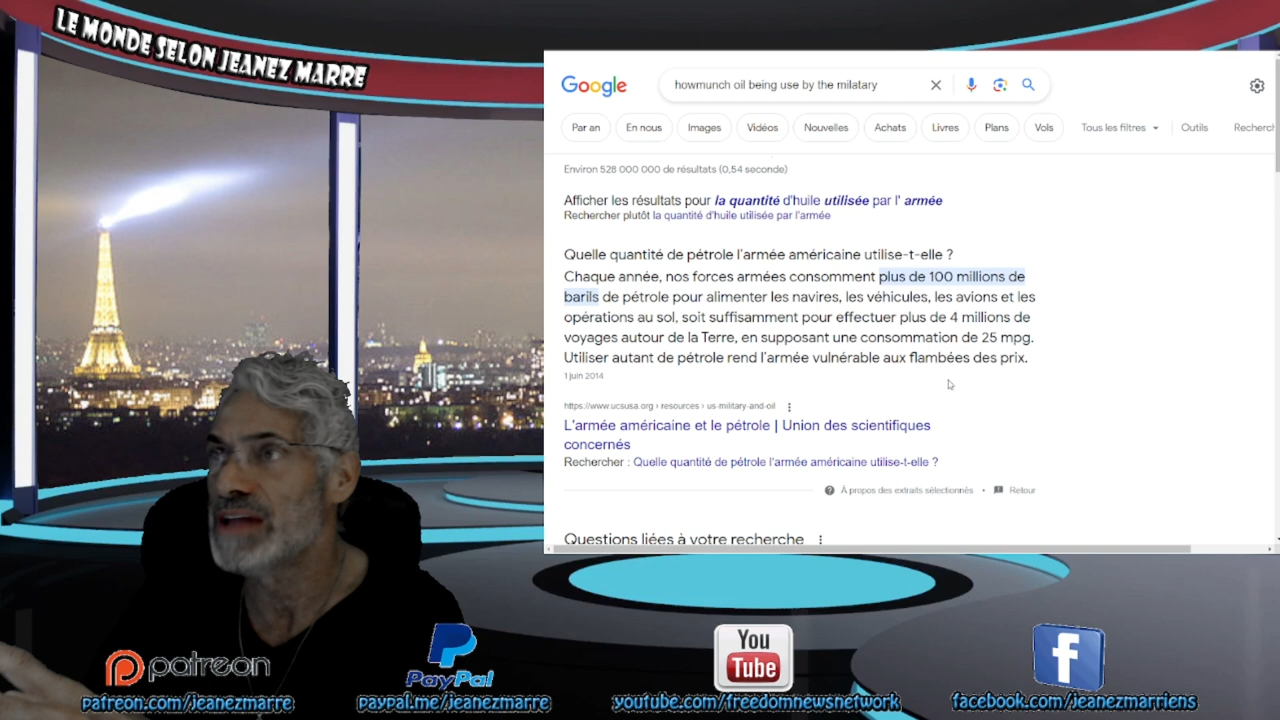 LE MONDE SELON JEANEZ MARRE
Google
howmunch oil being use by the milatary
Par an
En nous
Images
Vidéos
Nouvelles
Achats
Livres
Plans
Vols
Tous les filtres
Outils
Recherch
Environ 528 000 000 de résultats (0,54 seconde)
Afficher les résultats pour la quantité d'huile utilisée par l' armée
Rechercher plutôt la quantité d'huile utilisée par l'armée
Quelle quantité de pétrole l'armée américaine utilise-t-elle ?
Chaque année, nos forces armées consomment plus de 100 millions de
barils de pétrole pour alimenter les navires, les véhicules, les avions et les
opérations au sol, soit suffisamment pour effectuer plus de 4 millions de
voyages autour de la Terre, en supposant une consommation de 25 mpg.
Utiliser autant de pétrole rend l'armée vulnérable aux flambées des prix.
1 juin 2014
https://www.ucsusa.org › resources › us-military-and-oil
L'armée américaine et le pétrole | Union des scientifiques
concernés
Rechercher : Quelle quantité de pétrole l'armée américaine utilise-t-elle ?
À propos des extraits sélectionnés • Retour
Questions liées à votre recherche
patreon
PayPal
You
Tube
f
patreon.com/jeanezmarre
paypal.me/jeanezmarre
youtube.com/freedomnewsnetwork
facebook.com/jeanezmarriens